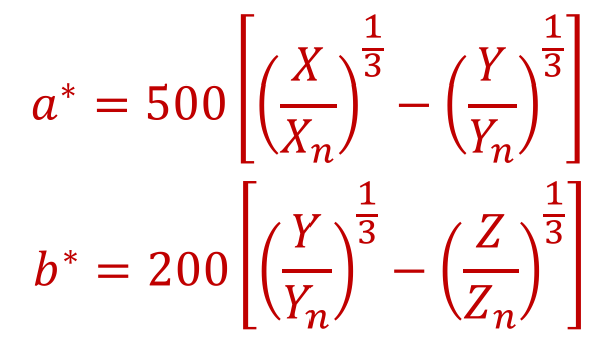 a* = 500 [(X/Xₙ)^(1/3) − (Y/Yₙ)^(1/3)]
b* = 200 [(Y/Yₙ)^(1/3) − (Z/Zₙ)^(1/3)]